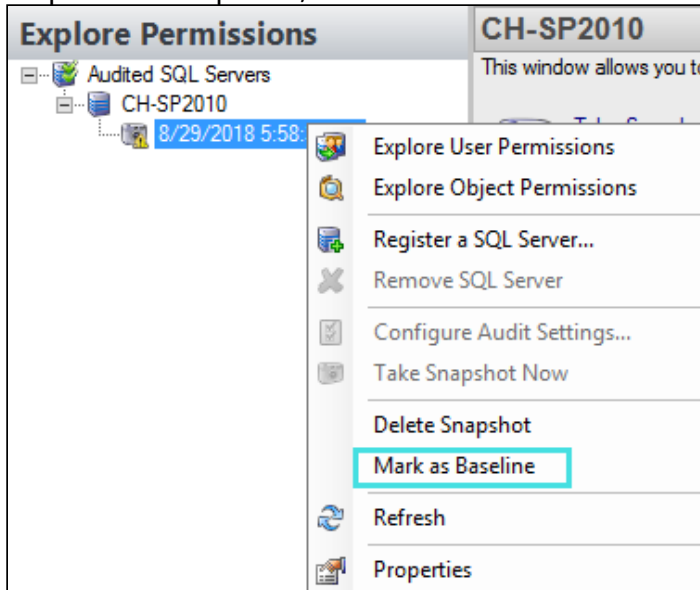 Explore Permissions
CH-SP2010
Audited SQL Servers
This window allows you
CH-SP2010
8/29/2018 5:58:
Explore User Permissions
Explore Object Permissions
Register a SQL Server...
Remove SQL Server
Configure Audit Settings...
Take Snapshot Now
Delete Snapshot
Mark as Baseline
Refresh
Properties